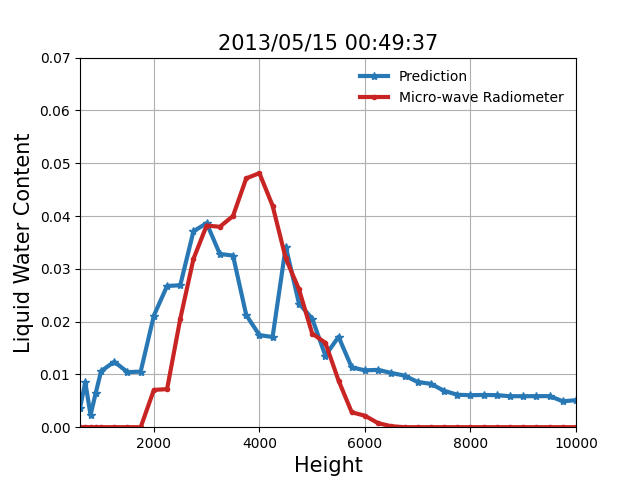 2013/05/15 00:49:37
0.07
0.06
0.05
0.04
0.03
0.02
0.01
0.00
Liquid Water Content
Prediction
Micro-wave Radiometer
2000 4000 6000 8000 10000
Height